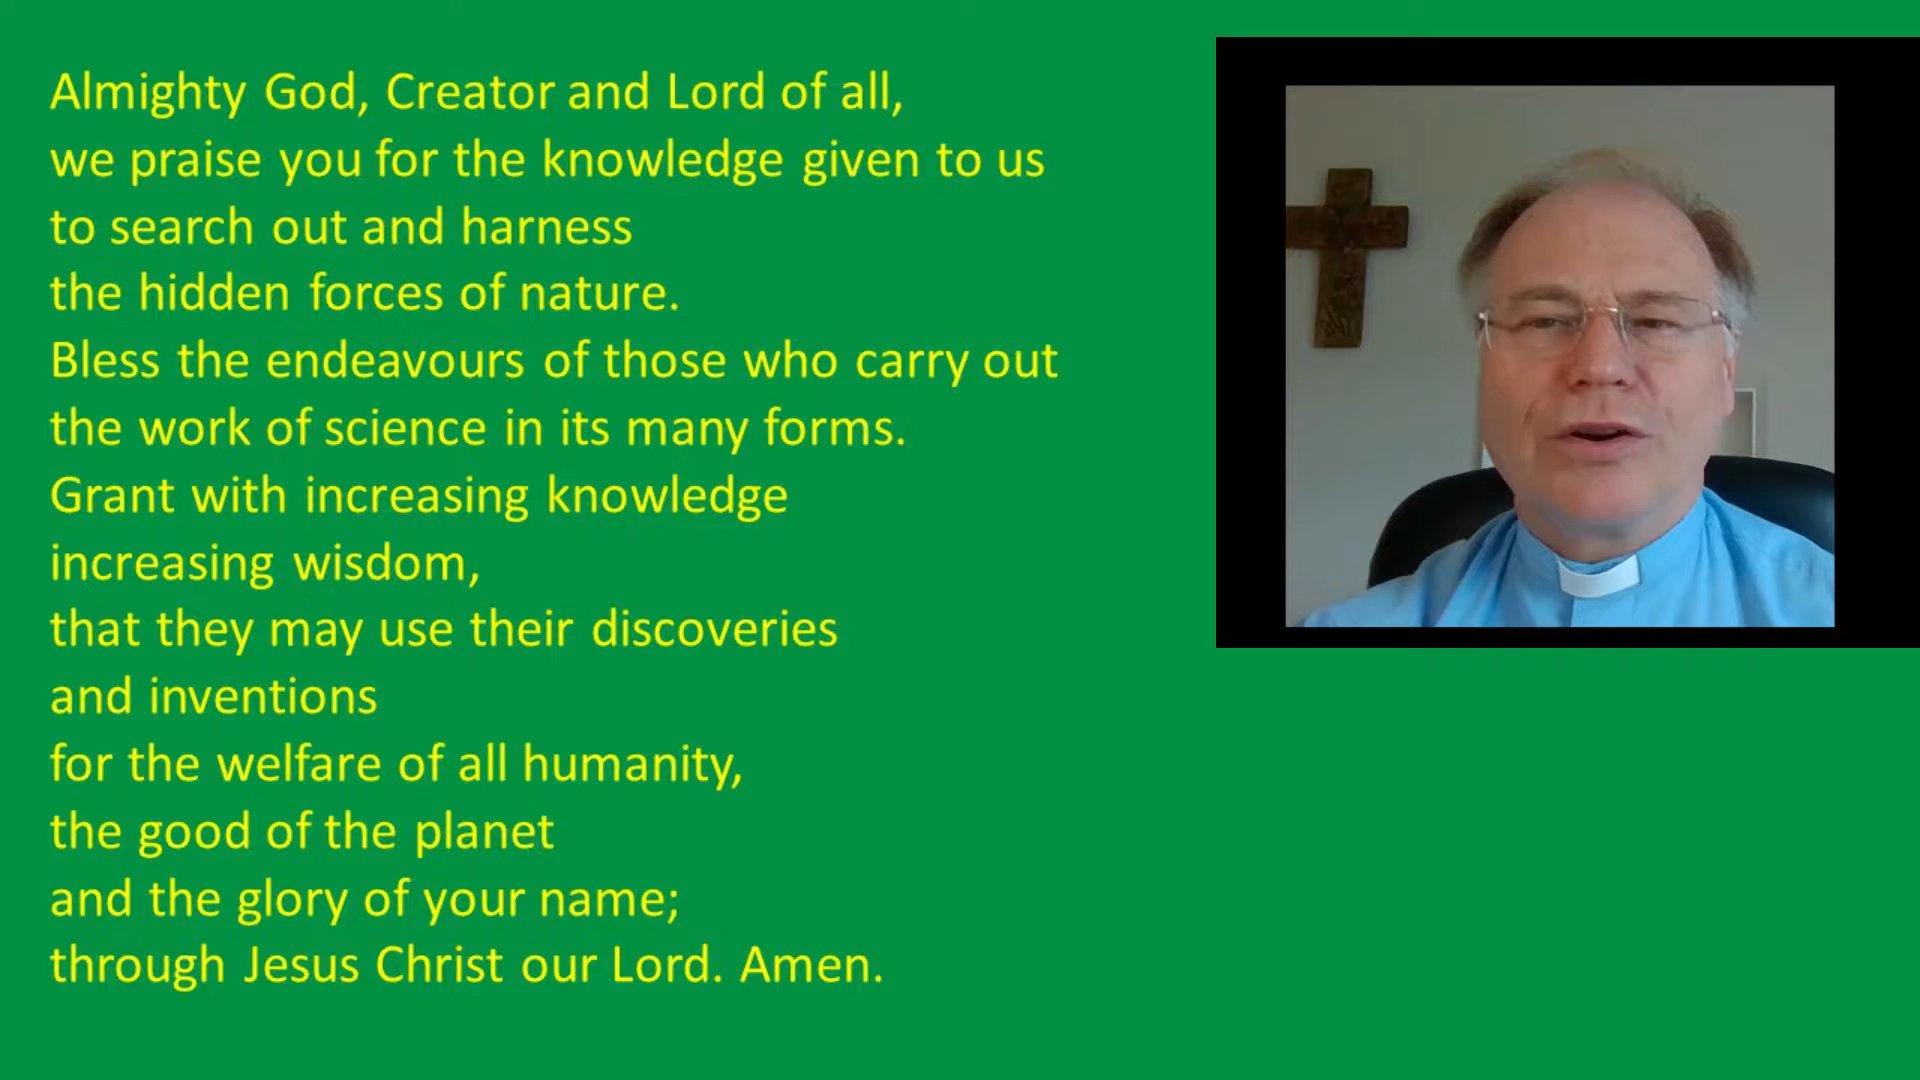 Almighty God, Creator and Lord of all,
we praise you for the knowledge given to us
to search out and harness
the hidden forces of nature.
Bless the endeavours of those who carry out
the work of science in its many forms.
Grant with increasing knowledge
increasing wisdom,
that they may use their discoveries
and inventions
for the welfare of all humanity,
the good of the planet
and the glory of your name;
through Jesus Christ our Lord. Amen.